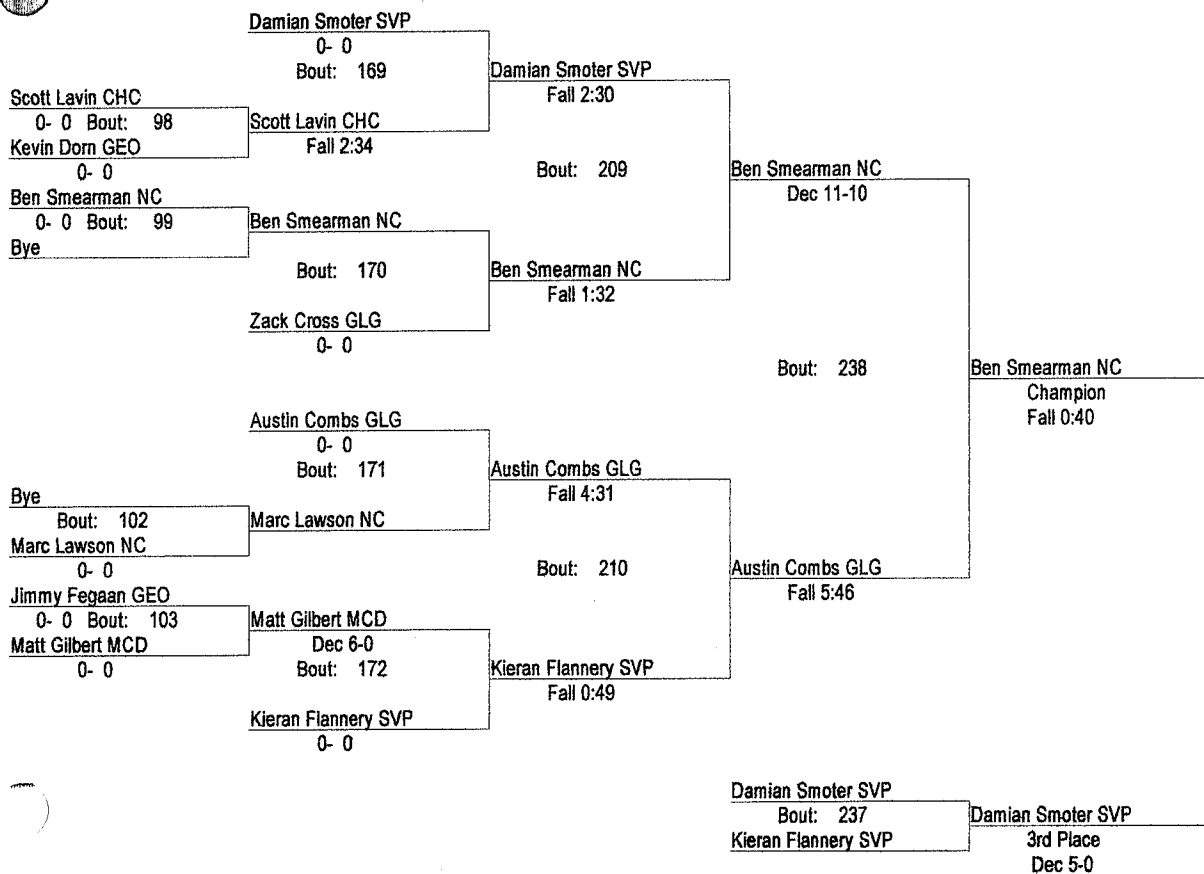 Damian Smoter SVP
0- 0
Bout: 169
Damian Smoter SVP
Fall 2:30
Scott Lavin CHC
0- 0 Bout: 98
Scott Lavin CHC
Fall 2:34
Kevin Dorn GEO
0- 0
Bout: 209
Ben Smearman NC
Dec 11-10
Ben Smearman NC
0- 0 Bout: 99
Ben Smearman NC
Bye
Bout: 170
Ben Smearman NC
Fall 1:32
Zack Cross GLG
0- 0
Bout: 238
Ben Smearman NC
Champion
Fall 0:40
Austin Combs GLG
0- 0
Bout: 171
Austin Combs GLG
Fall 4:31
Bye
Bout: 102
Marc Lawson NC
Marc Lawson NC
0- 0
Bout: 210
Austin Combs GLG
Fall 5:46
Jimmy Fegaan GEO
0- 0 Bout: 103
Matt Gilbert MCD
Dec 6-0
Matt Gilbert MCD
0- 0
Bout: 172
Kieran Flannery SVP
Fall 0:49
Kieran Flannery SVP
0- 0
Damian Smoter SVP
Bout: 237
Damian Smoter SVP
Kieran Flannery SVP
3rd Place
Dec 5-0